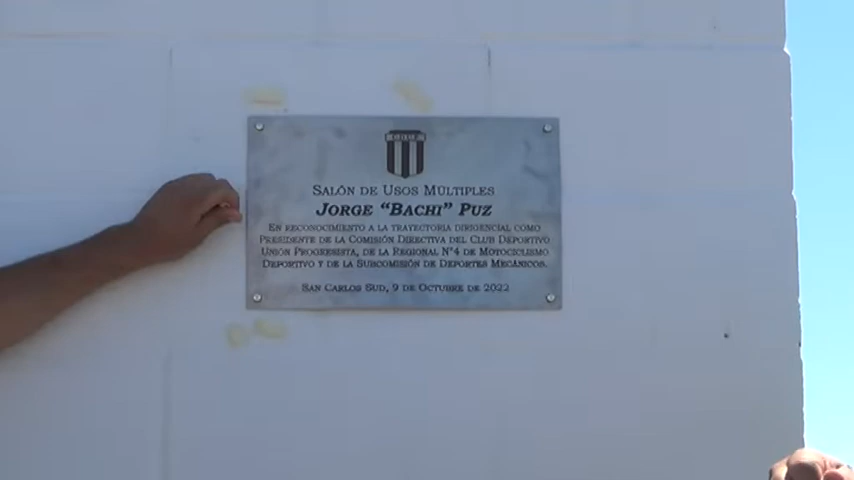 C.D.U.P.
SALÓN DE USOS MÚLTIPLES
JORGE "BACHI" PUZ
EN RECONOCIMIENTO A LA TRAYECTORIA DIRIGENCIAL COMO
PRESIDENTE DE LA COMISIÓN DIRECTIVA DEL CLUB DEPORTIVO
UNIÓN PROGRESISTA, DE LA REGIONAL N°4 DE MOTOCICLISMO
DEPORTIVO Y DE LA SUBCOMISIÓN DE DEPORTES MECÁNICOS.
SAN CARLOS SUD, 9 DE OCTUBRE DE 2022